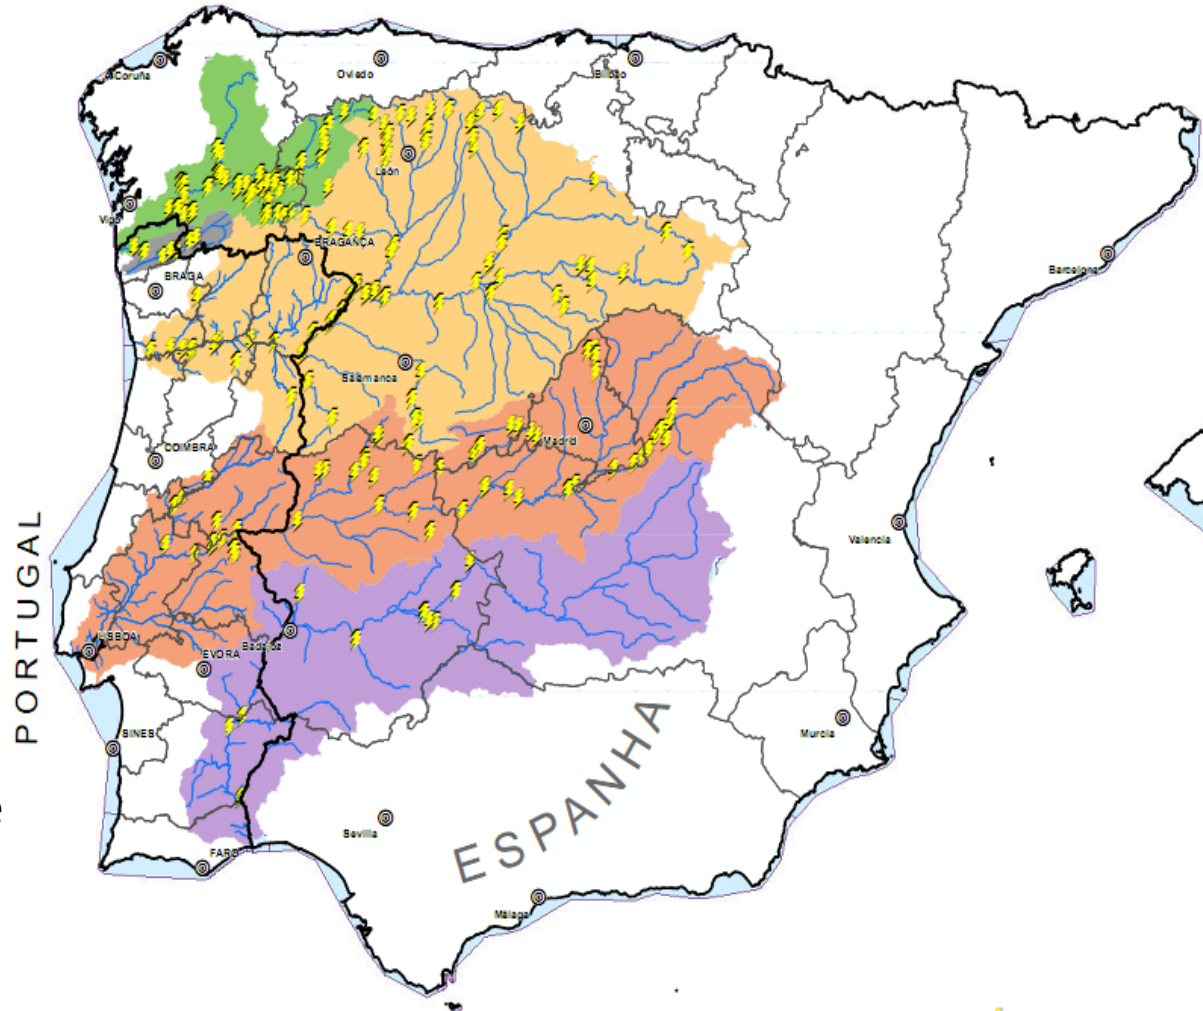 A Coruña
Oviedo
Bilbao
León
Vigo
BRAGANÇA
BRAGA
Barcelona
Salamanca
Madrid
COIMBRA
Valencia
PORTUGAL
LISBOA
EVORA
Badajoz
SINES
Murcia
ESPANHA
Sevilla
FARO
Málaga